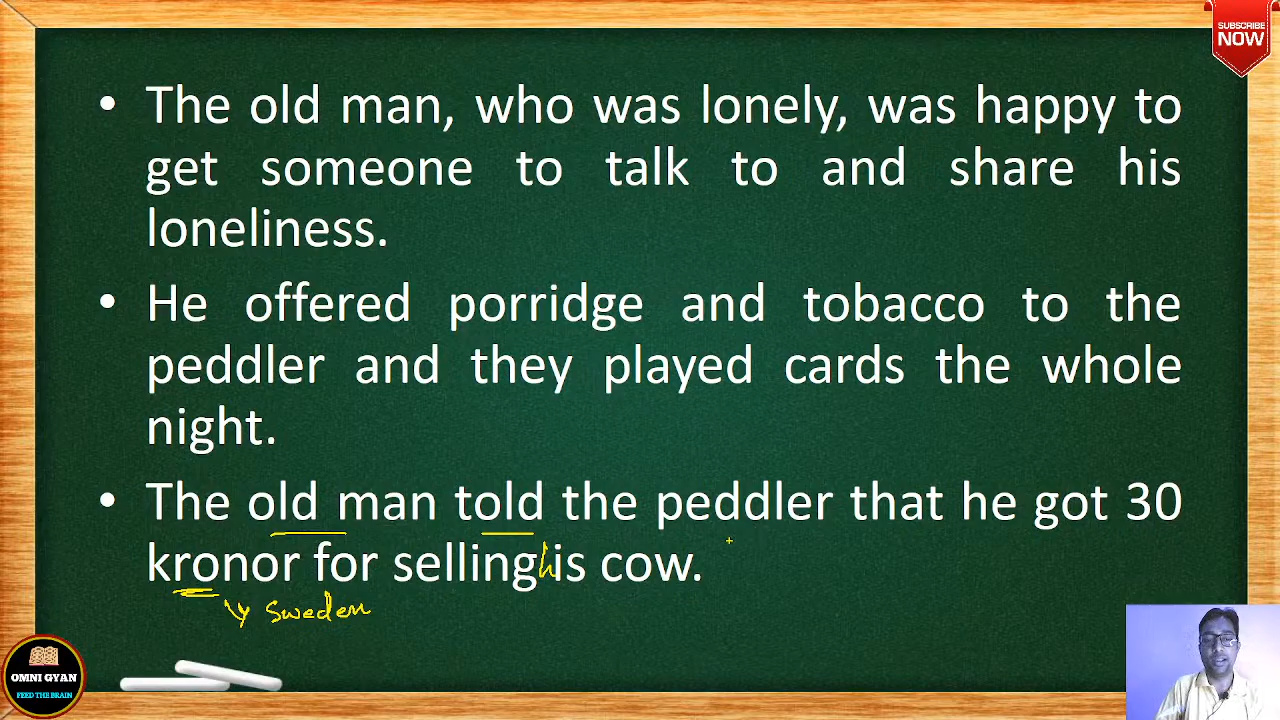 SUBSCRIBE
NOW
• The old man, who was lonely, was happy to
get someone to talk to and share his
loneliness.
• He offered porridge and tobacco to the
peddler and they played cards the whole
night.
• The old man told the peddler that he got 30
kronor for selling his cow.
Sweden
OMNI GYAN
FEED THE BRAIN